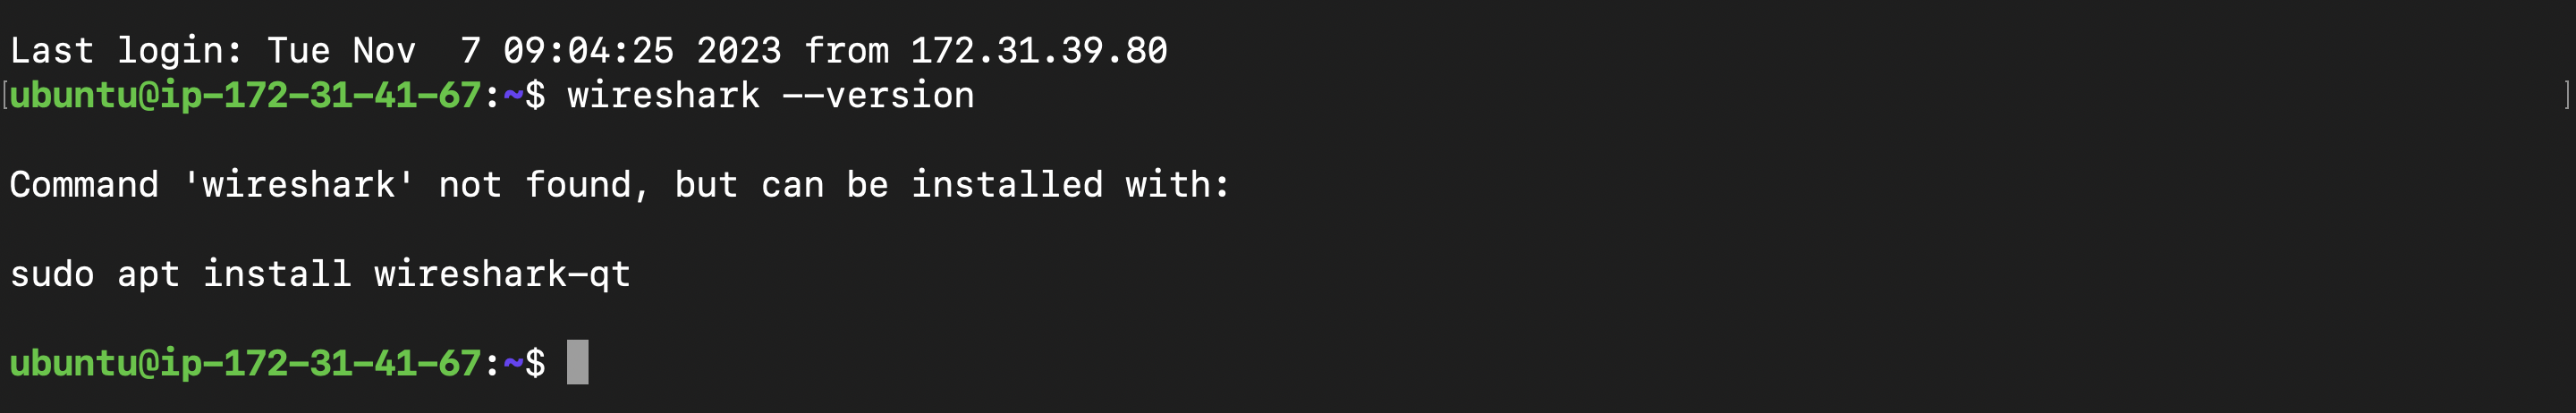 Last login: Tue Nov  7 09:04:25 2023 from 172.31.39.80
[ubuntu@ip-172-31-41-67:~$ wireshark --version ]
Command 'wireshark' not found, but can be installed with:
sudo apt install wireshark-qt
ubuntu@ip-172-31-41-67:~$